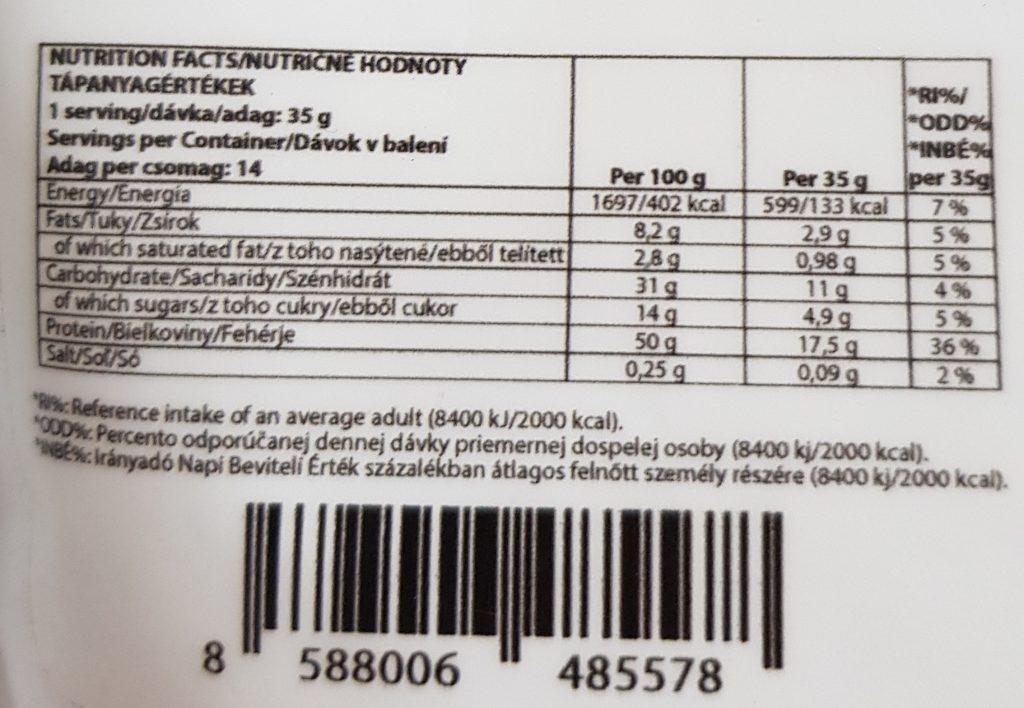 NUTRITION FACTS/NUTRIČNÉ HODNOTY
TÁPANYAGÉRTÉKEK
1 serving/dávka/adag: 35 g
Servings per Container/Dávok v balení
Adag per csomag: 14
Per 100 g Per 35 g *RI%/ *ODD% *INBÉ% per 35g
Energy/Energia 1697/402 kcal 599/133 kcal 7 %
Fats/Tuky/Zsírok 8,2 g 2,9 g 5 %
of which saturated fat/z toho nasýtené/ebből telített 2,8 g 0,98 g 5 %
Carbohydrate/Sacharidy/Szénhidrát 31 g 11 g 4 %
of which sugars/z toho cukry/ebből cukor 14 g 4,9 g 5 %
Protein/Bielkoviny/Fehérje 50 g 17,5 g 36 %
Salt/Soľ/Só 0,25 g 0,09 g 2 %
*RI%: Reference intake of an average adult (8400 kJ/2000 kcal).
*ODD%: Percento odporúčanej dennej dávky priemernej dospelej osoby (8400 kj/2000 kcal).
*INBÉ%: Irányadó Napi Beviteli Érték százalékban átlagos felnőtt személy részére (8400 kj/2000 kcal).
8 588006 485578